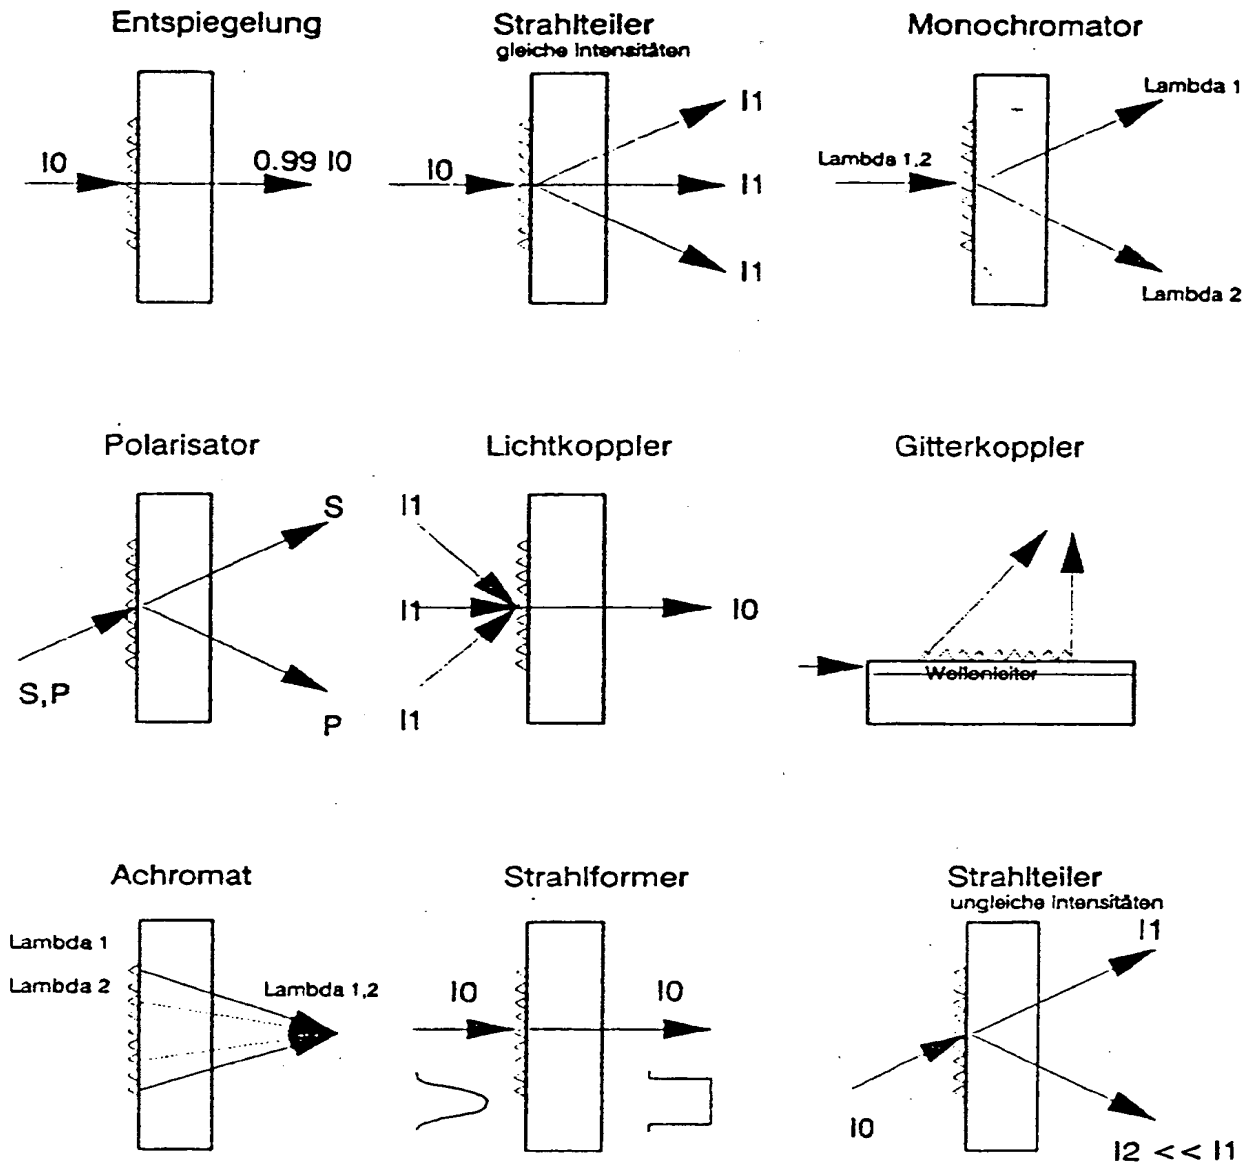 Entspiegelung
I0
0.99 I0
Strahlteiler
gleiche Intensitäten
I0
I1
I1
I1
Monochromator
Lambda 1,2
Lambda 1
Lambda 2
Polarisator
S
S,P
P
Lichtkoppler
I1
I1
I1
I0
Gitterkoppler
Wellenleiter
Achromat
Lambda 1
Lambda 2
Lambda 1,2
Strahlformer
I0
I0
Strahlteiler
ungleiche Intensitäten
I1
I0
I2 << I1